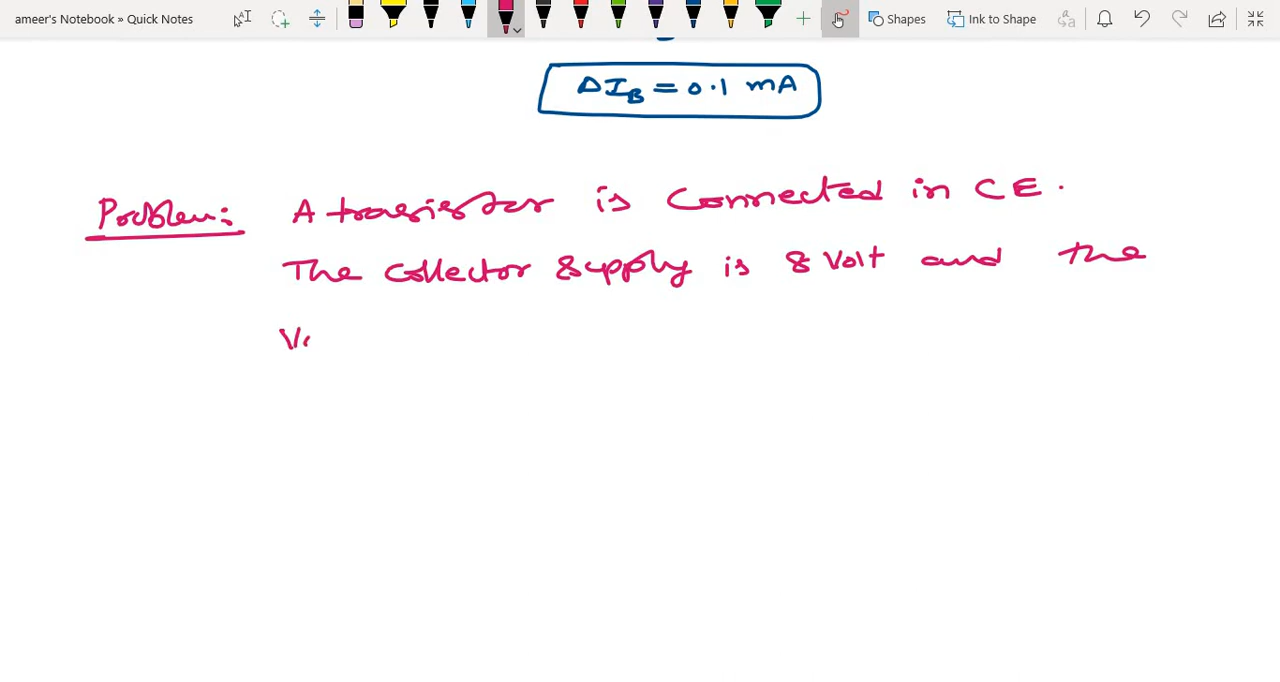 ameer's Notebook » Quick Notes
Shapes
Ink to Shape
ΔI_B = 0.1 mA
Problem: A transistor is Connected in CE.
The collector supply is 8 Volt and the